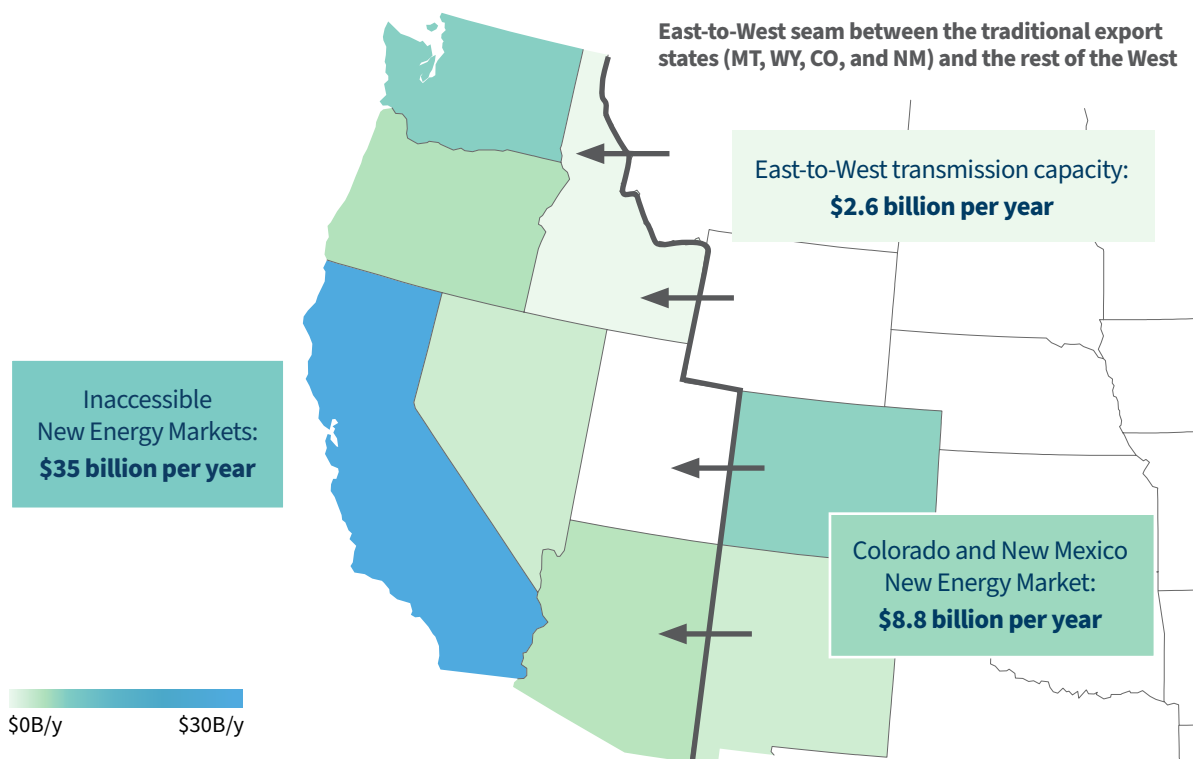 East-to-West seam between the traditional export
states (MT, WY, CO, and NM) and the rest of the West
East-to-West transmission capacity:
$2.6 billion per year
Inaccessible
New Energy Markets:
$35 billion per year
Colorado and New Mexico
New Energy Market:
$8.8 billion per year
$0B/y
$30B/y